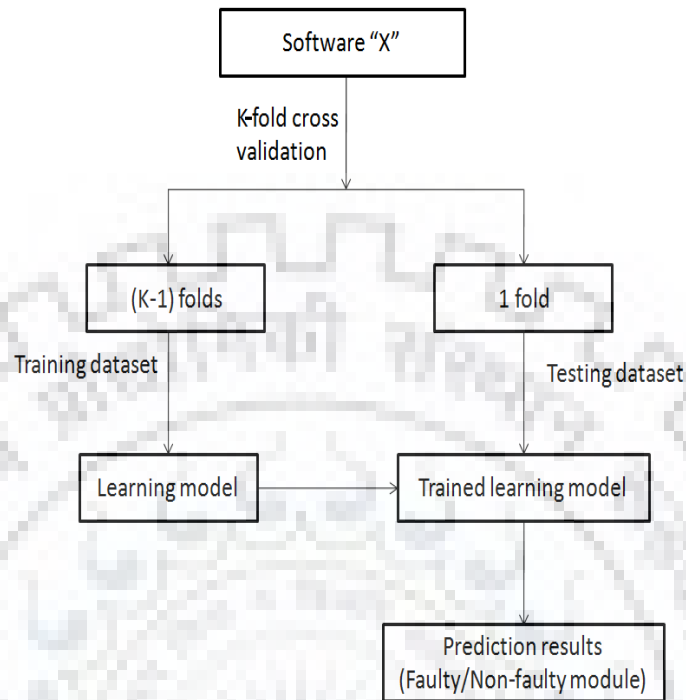 Software “X”
K-fold cross
validation
(K-1) folds
1 fold
Training dataset
Testing dataset
Learning model
Trained learning model
Prediction results
(Faulty/Non-faulty module)